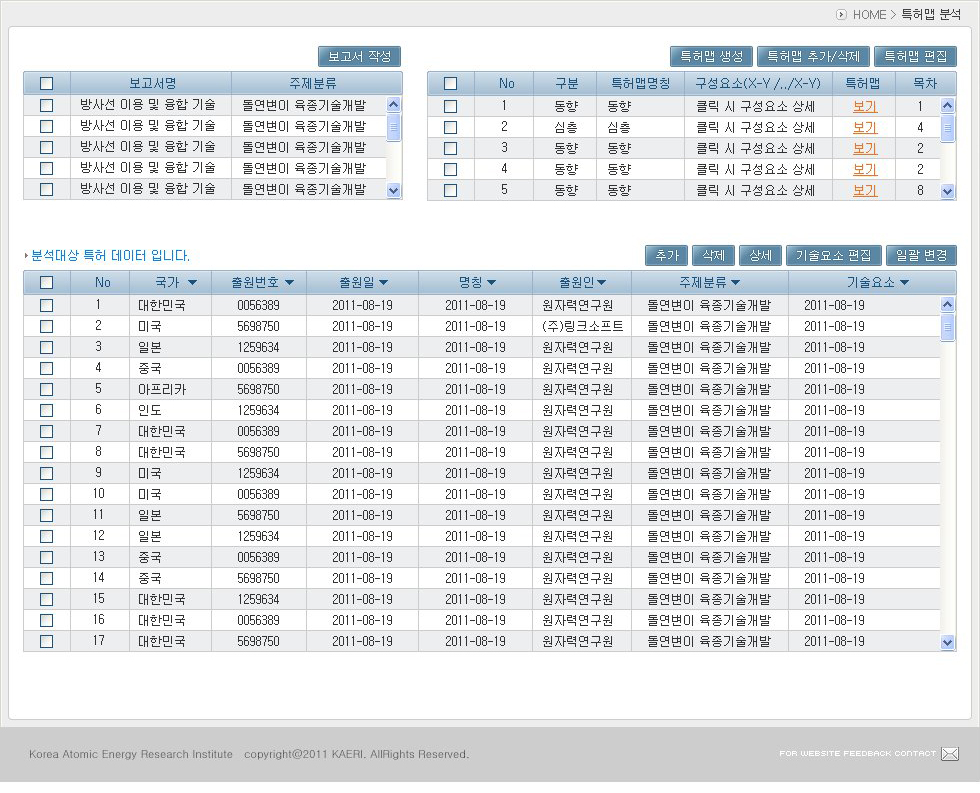 HOME > 특허맵 분석
보고서 작성
특허맵 생성 특허맵 추가/삭제 특허맵 편집
보고서명 주제분류
방사선 이용 및 융합 기술 돌연변이 육종기술개발
방사선 이용 및 융합 기술 돌연변이 육종기술개발
방사선 이용 및 융합 기술 돌연변이 육종기술개발
방사선 이용 및 융합 기술 돌연변이 육종기술개발
방사선 이용 및 융합 기술 돌연변이 육종기술개발
No 구분 특허맵명칭 구성요소(X-Y /../X-Y) 특허맵 목차
1 동향 동향 클릭 시 구성요소 상세 보기 1
2 심층 심층 클릭 시 구성요소 상세 보기 4
3 동향 동향 클릭 시 구성요소 상세 보기 2
4 동향 동향 클릭 시 구성요소 상세 보기 2
5 동향 동향 클릭 시 구성요소 상세 보기 8
분석대상 특허 데이터 입니다.
추가 삭제 상세 기술요소 편집 일괄 변경
No 국가 출원번호 출원일 명칭 출원인 주제분류 기술요소
1 대한민국 0056389 2011-08-19 2011-08-19 원자력연구원 돌연변이 육종기술개발 2011-08-19
2 미국 5698750 2011-08-19 2011-08-19 (주)링크소프트 돌연변이 육종기술개발 2011-08-19
3 일본 1259634 2011-08-19 2011-08-19 원자력연구원 돌연변이 육종기술개발 2011-08-19
4 중국 0056389 2011-08-19 2011-08-19 원자력연구원 돌연변이 육종기술개발 2011-08-19
5 아프리카 5698750 2011-08-19 2011-08-19 원자력연구원 돌연변이 육종기술개발 2011-08-19
6 인도 1259634 2011-08-19 2011-08-19 원자력연구원 돌연변이 육종기술개발 2011-08-19
7 대한민국 0056389 2011-08-19 2011-08-19 원자력연구원 돌연변이 육종기술개발 2011-08-19
8 대한민국 5698750 2011-08-19 2011-08-19 원자력연구원 돌연변이 육종기술개발 2011-08-19
9 미국 1259634 2011-08-19 2011-08-19 원자력연구원 돌연변이 육종기술개발 2011-08-19
10 미국 0056389 2011-08-19 2011-08-19 원자력연구원 돌연변이 육종기술개발 2011-08-19
11 일본 5698750 2011-08-19 2011-08-19 원자력연구원 돌연변이 육종기술개발 2011-08-19
12 일본 1259634 2011-08-19 2011-08-19 원자력연구원 돌연변이 육종기술개발 2011-08-19
13 중국 0056389 2011-08-19 2011-08-19 원자력연구원 돌연변이 육종기술개발 2011-08-19
14 중국 5698750 2011-08-19 2011-08-19 원자력연구원 돌연변이 육종기술개발 2011-08-19
15 대한민국 1259634 2011-08-19 2011-08-19 원자력연구원 돌연변이 육종기술개발 2011-08-19
16 대한민국 0056389 2011-08-19 2011-08-19 원자력연구원 돌연변이 육종기술개발 2011-08-19
17 대한민국 5698750 2011-08-19 2011-08-19 원자력연구원 돌연변이 육종기술개발 2011-08-19
Korea Atomic Energy Research Institute copyright@2011 KAERI. AllRights Reserved.
FOR WEBSITE FEEDBACK CONTACT